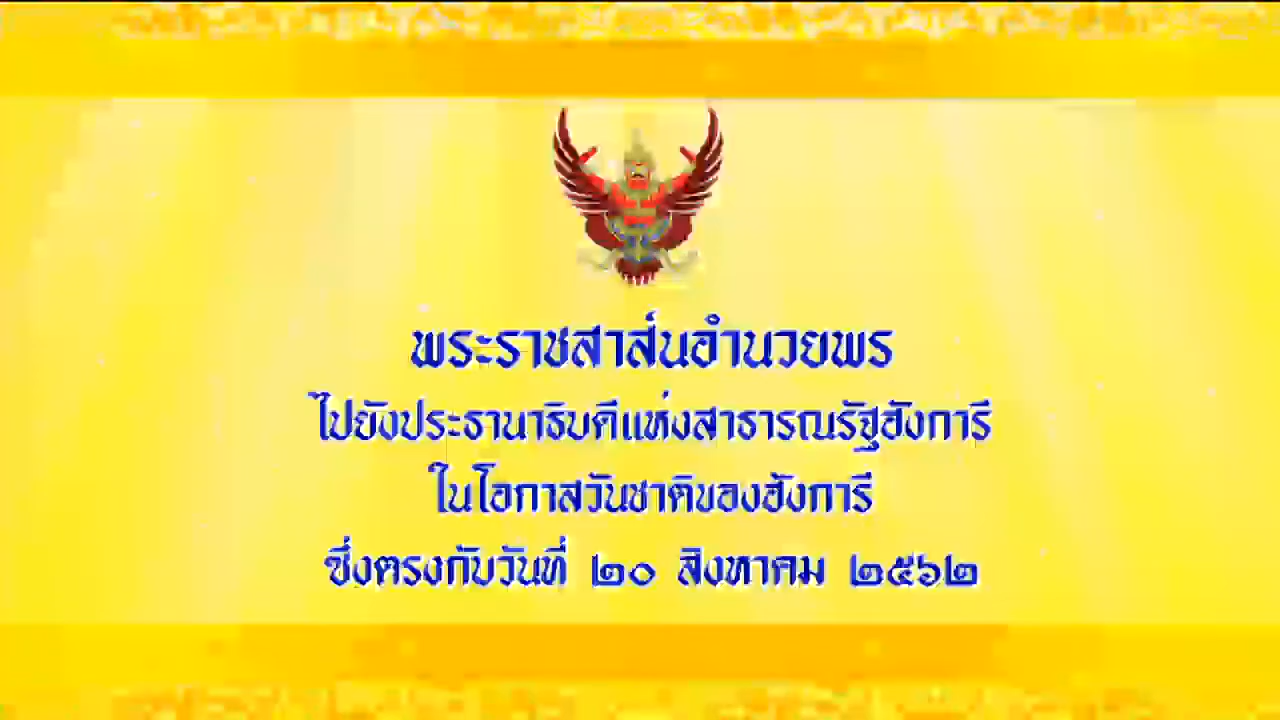 พระราชสาส์นอำนวยพร
ไปยังประธานาธิบดีแห่งสาธารณรัฐฮังการี
ในโอกาสวันชาติของฮังการี
ซึ่งตรงกับวันที่ ๒๐ สิงหาคม ๒๕๖๒